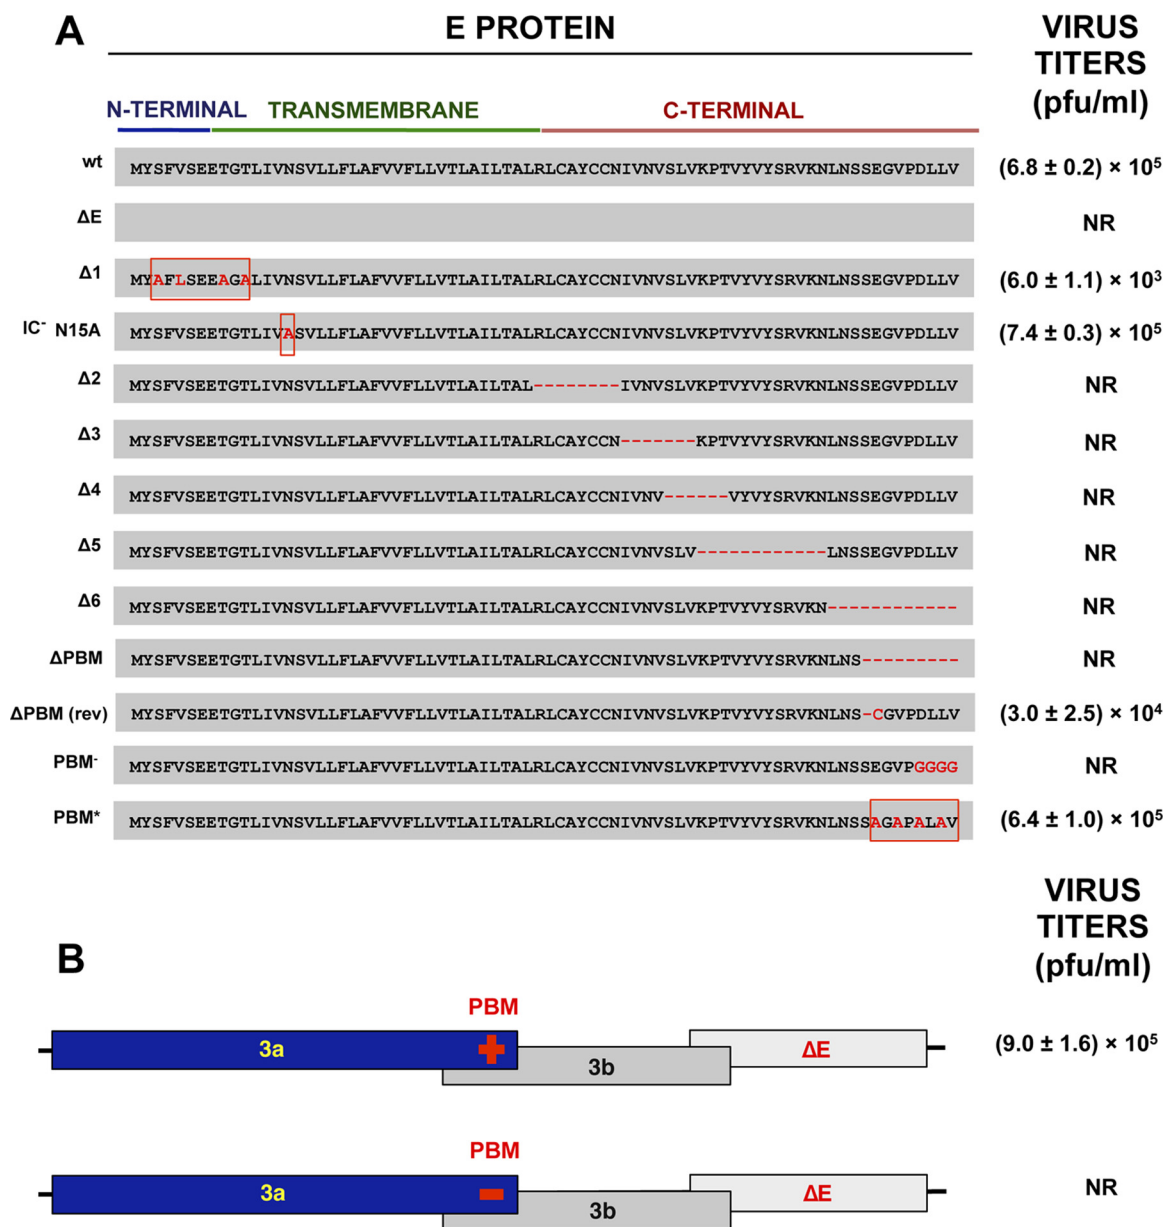 A
E PROTEIN
VIRUS
TITERS
(pfu/ml)
N-TERMINAL TRANSMEMBRANE C-TERMINAL
wt MYSFVSEETGTLIVNSVLLFLAFVVFLLVTLAILTALRLCAYCCNIVNVSLVKPTVYVYSRVKNLNSSEGVPDLLV (6.8 ± 0.2) × 10⁵
ΔE NR
Δ1 MYAFLSEEAGALIVNSVLLFLAFVVFLLVTLAILTALRLCAYCCNIVNVSLVKPTVYVYSRVKNLNSSEGVPDLLV (6.0 ± 1.1) × 10³
IC⁻ N15A MYSFVSEETGTLIVASVLLFLAFVVFLLVTLAILTALRLCAYCCNIVNVSLVKPTVYVYSRVKNLNSSEGVPDLLV (7.4 ± 0.3) × 10⁵
Δ2 MYSFVSEETGTLIVNSVLLFLAFVVFLLVTLAILTAL--------IVNVSLVKPTVYVYSRVKNLNSSEGVPDLLV NR
Δ3 MYSFVSEETGTLIVNSVLLFLAFVVFLLVTLAILTALRLCAYCCN-------KPTVYVYSRVKNLNSSEGVPDLLV NR
Δ4 MYSFVSEETGTLIVNSVLLFLAFVVFLLVTLAILTALRLCAYCCNIVNV------VYVYSRVKNLNSSEGVPDLLV NR
Δ5 MYSFVSEETGTLIVNSVLLFLAFVVFLLVTLAILTALRLCAYCCNIVNVSLV------------LNSSEGVPDLLV NR
Δ6 MYSFVSEETGTLIVNSVLLFLAFVVFLLVTLAILTALRLCAYCCNIVNVSLVKPTVYVYSRVKN------------ NR
ΔPBM MYSFVSEETGTLIVNSVLLFLAFVVFLLVTLAILTALRLCAYCCNIVNVSLVKPTVYVYSRVKNLNS--------- NR
ΔPBM (rev) MYSFVSEETGTLIVNSVLLFLAFVVFLLVTLAILTALRLCAYCCNIVNVSLVKPTVYVYSRVKNLNS-CGVPDLLV (3.0 ± 2.5) × 10⁴
PBM⁻ MYSFVSEETGTLIVNSVLLFLAFVVFLLVTLAILTALRLCAYCCNIVNVSLVKPTVYVYSRVKNLNSSEGVPGGGG NR
PBM* MYSFVSEETGTLIVNSVLLFLAFVVFLLVTLAILTALRLCAYCCNIVNVSLVKPTVYVYSRVKNLNSSAGAPALAV (6.4 ± 1.0) × 10⁵
VIRUS
TITERS
(pfu/ml)
B
PBM
3a + 3b ΔE (9.0 ± 1.6) × 10⁵
PBM
3a - 3b ΔE NR